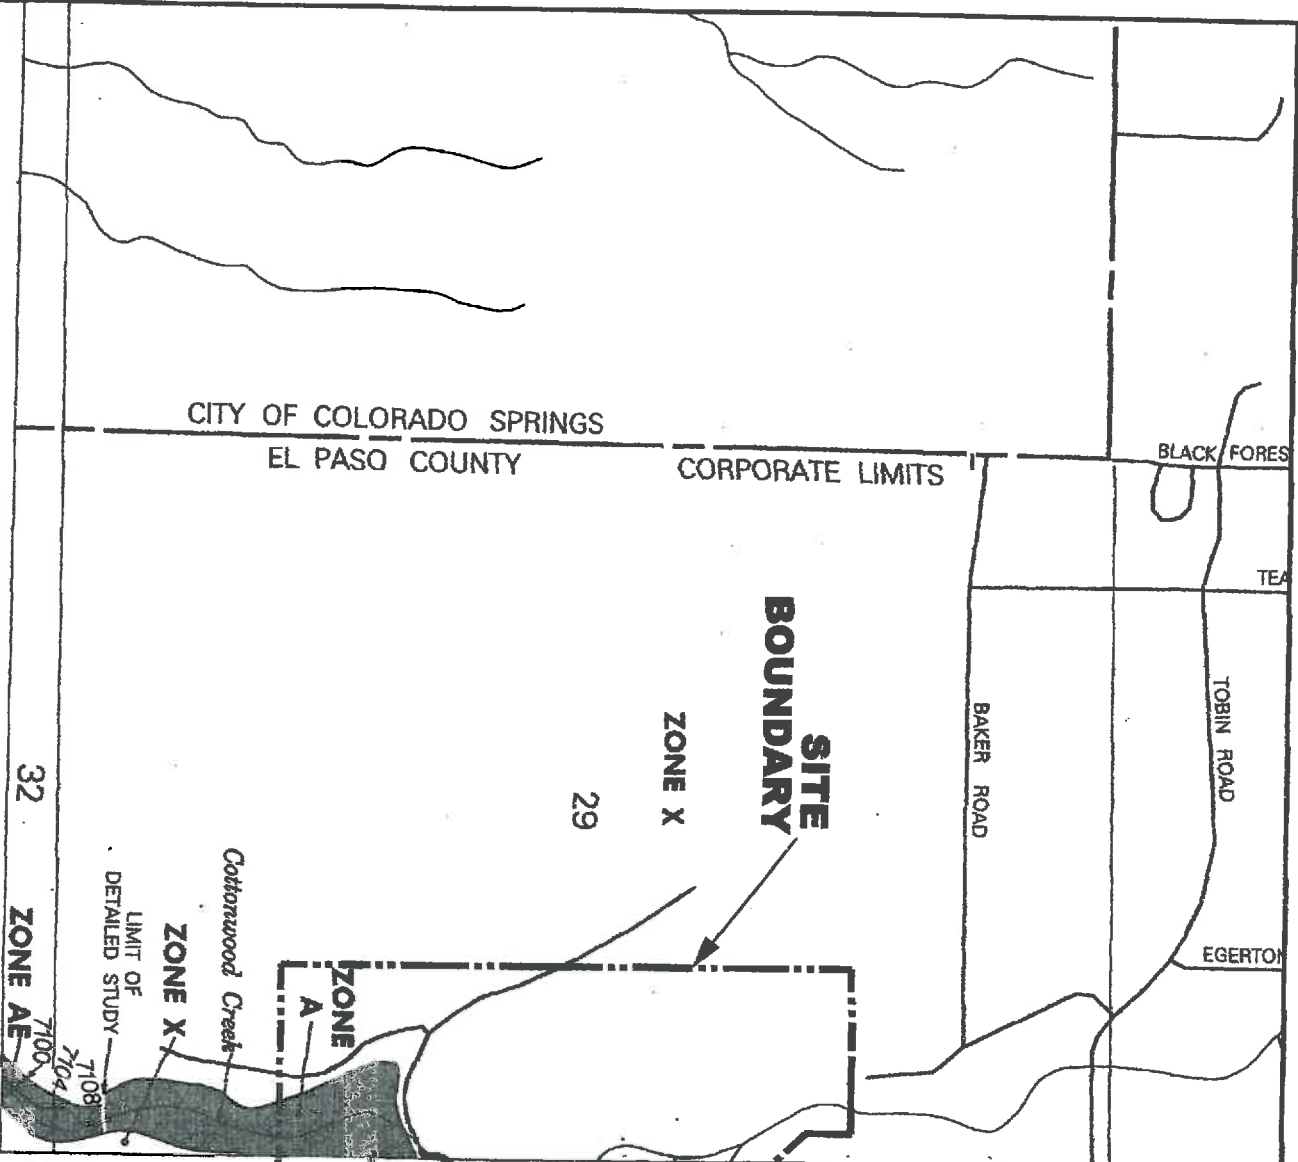 CITY OF COLORADO SPRINGS
EL PASO COUNTY
CORPORATE LIMITS
BLACK FORES
TEA
TOBIN ROAD
BAKER ROAD
EGERTON
SITE
BOUNDARY
ZONE X
29
32
ZONE
A
Cottonwood Creek
ZONE X
LIMIT OF
DETAILED STUDY
7108
7104
7100
ZONE AE